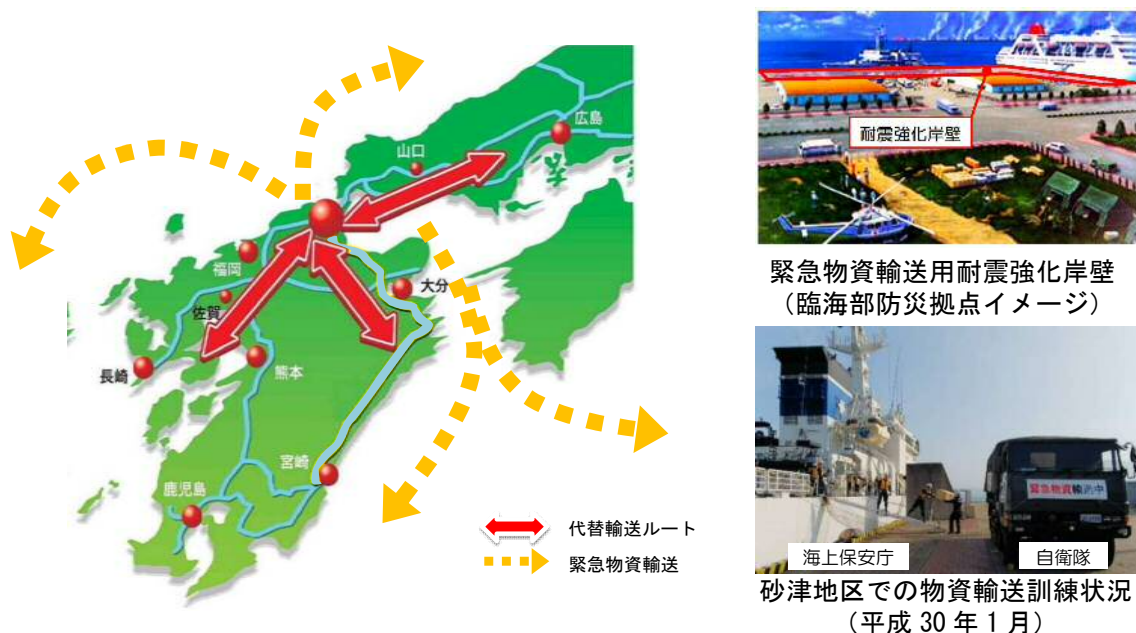 広島
山口
福岡
大分
佐賀
長崎
熊本
宮崎
鹿児島
代替輸送ルート
緊急物資輸送
耐震強化岸壁
緊急物資輸送用耐震強化岸壁
（臨海部防災拠点イメージ）
緊急物資輸送中
海上保安庁
自衛隊
砂津地区での物資輸送訓練状況
（平成 30 年 1 月）